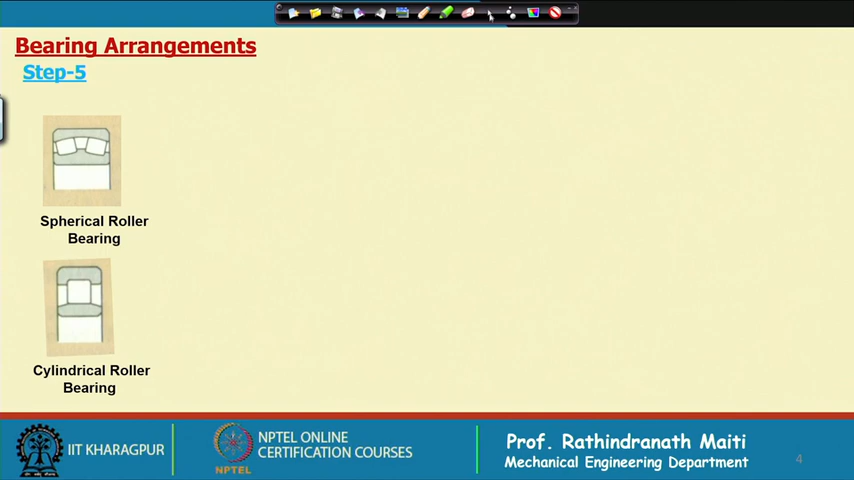 Bearing Arrangements
Step-5
Spherical Roller
Bearing
Cylindrical Roller
Bearing
IIT KHARAGPUR
NPTEL
NPTEL ONLINE
CERTIFICATION COURSES
Prof. Rathindranath Maiti
Mechanical Engineering Department
4